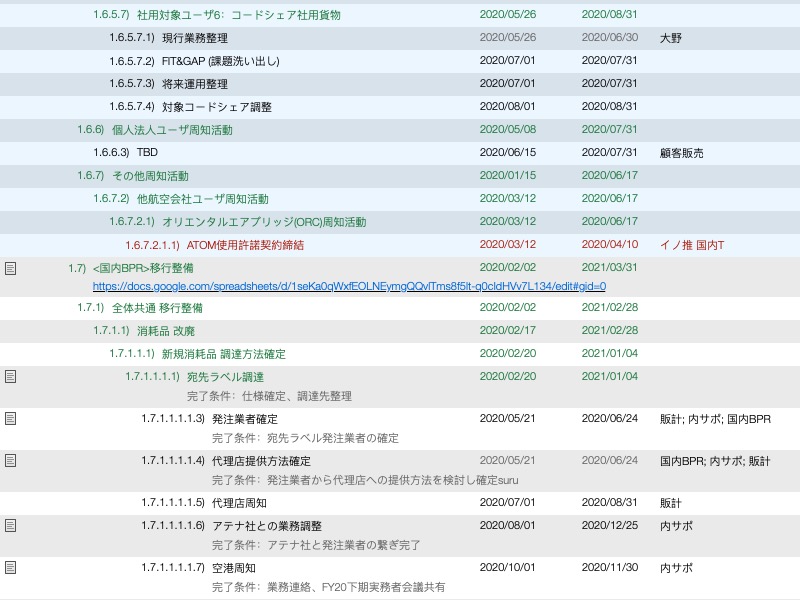 1.6.5.7) 社用対象ユーザ6：コードシェア社用貨物 2020/05/26 2020/08/31
1.6.5.7.1) 現行業務整理 2020/05/26 2020/06/30 大野
1.6.5.7.2) FIT&GAP (課題洗い出し) 2020/07/01 2020/07/31
1.6.5.7.3) 将来運用整理 2020/07/01 2020/07/31
1.6.5.7.4) 対象コードシェア調整 2020/08/01 2020/08/31
1.6.6) 個人法人ユーザ周知活動 2020/05/08 2020/07/31
1.6.6.3) TBD 2020/06/15 2020/07/31 顧客販売
1.6.7) その他周知活動 2020/01/15 2020/06/17
1.6.7.2) 他航空会社ユーザ周知活動 2020/03/12 2020/06/17
1.6.7.2.1) オリエンタルエアブリッジ(ORC)周知活動 2020/03/12 2020/06/17
1.6.7.2.1.1) ATOM使用許諾契約締結 2020/03/12 2020/04/10 イノ推 国内T
1.7) <国内BPR>移行整備 2020/02/02 2021/03/31
https://docs.google.com/spreadsheets/d/1seKa0qWxfEOLNEymgQQvlTms8f5lt-g0cldHVv7L134/edit#gid=0
1.7.1) 全体共通 移行整備 2020/02/02 2021/02/28
1.7.1.1) 消耗品 改廃 2020/02/17 2021/02/28
1.7.1.1.1) 新規消耗品 調達方法確定 2020/02/20 2021/01/04
1.7.1.1.1.1) 宛先ラベル調達 2020/02/20 2021/01/04
完了条件：仕様確定、調達先整理
1.7.1.1.1.1.3) 発注業者確定 2020/05/21 2020/06/24 販計; 内サポ; 国内BPR
完了条件：宛先ラベル発注業者の確定
1.7.1.1.1.1.4) 代理店提供方法確定 2020/05/21 2020/06/24 国内BPR; 内サポ; 販計
完了条件：発注業者から代理店への提供方法を検討し確定suru
1.7.1.1.1.1.5) 代理店周知 2020/07/01 2020/08/31 販計
1.7.1.1.1.1.6) アテナ社との業務調整 2020/08/01 2020/12/25 内サポ
完了条件：アテナ社と発注業者の繋ぎ完了
1.7.1.1.1.1.7) 空港周知 2020/10/01 2020/11/30 内サポ
完了条件：業務連絡、FY20下期実務者会議共有